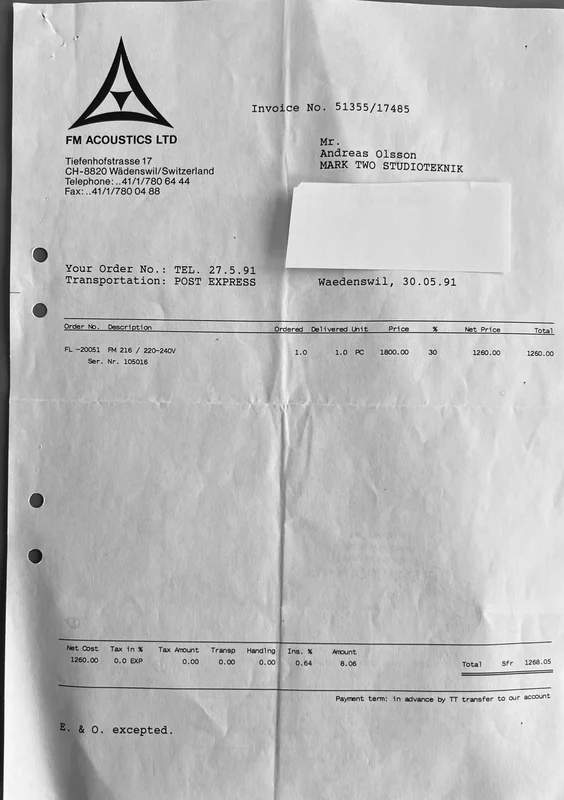 Invoice No. 51355/17485
FM ACOUSTICS LTD
Tiefenhofstrasse 17
CH-8820 Wädenswil/Switzerland
Telephone: ..41/1/780 64 44
Fax: ..41/1/780 04 88
Mr.
Andreas Olsson
MARK TWO STUDIOTEKNIK
Your Order No.: TEL. 27.5.91
Transportation: POST EXPRESS
Waedenswil, 30.05.91
Order No. Description Ordered Delivered Unit Price % Net Price Total
FL -20051 FM 216 / 220-240V 1.0 1.0 PC 1800.00 30 1260.00 1260.00
Ser. Nr. 105016
Net Cost Tax in % Tax Amount Transp Handlng Ins. % Amount
1260.00 0.0 EXP 0.00 0.00 0.00 0.64 8.06
Total Sfr 1268.05
Payment term: in advance by TT transfer to our account
E. & O. excepted.